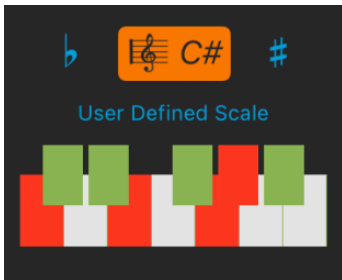 ♭ C# ♯
User Defined Scale